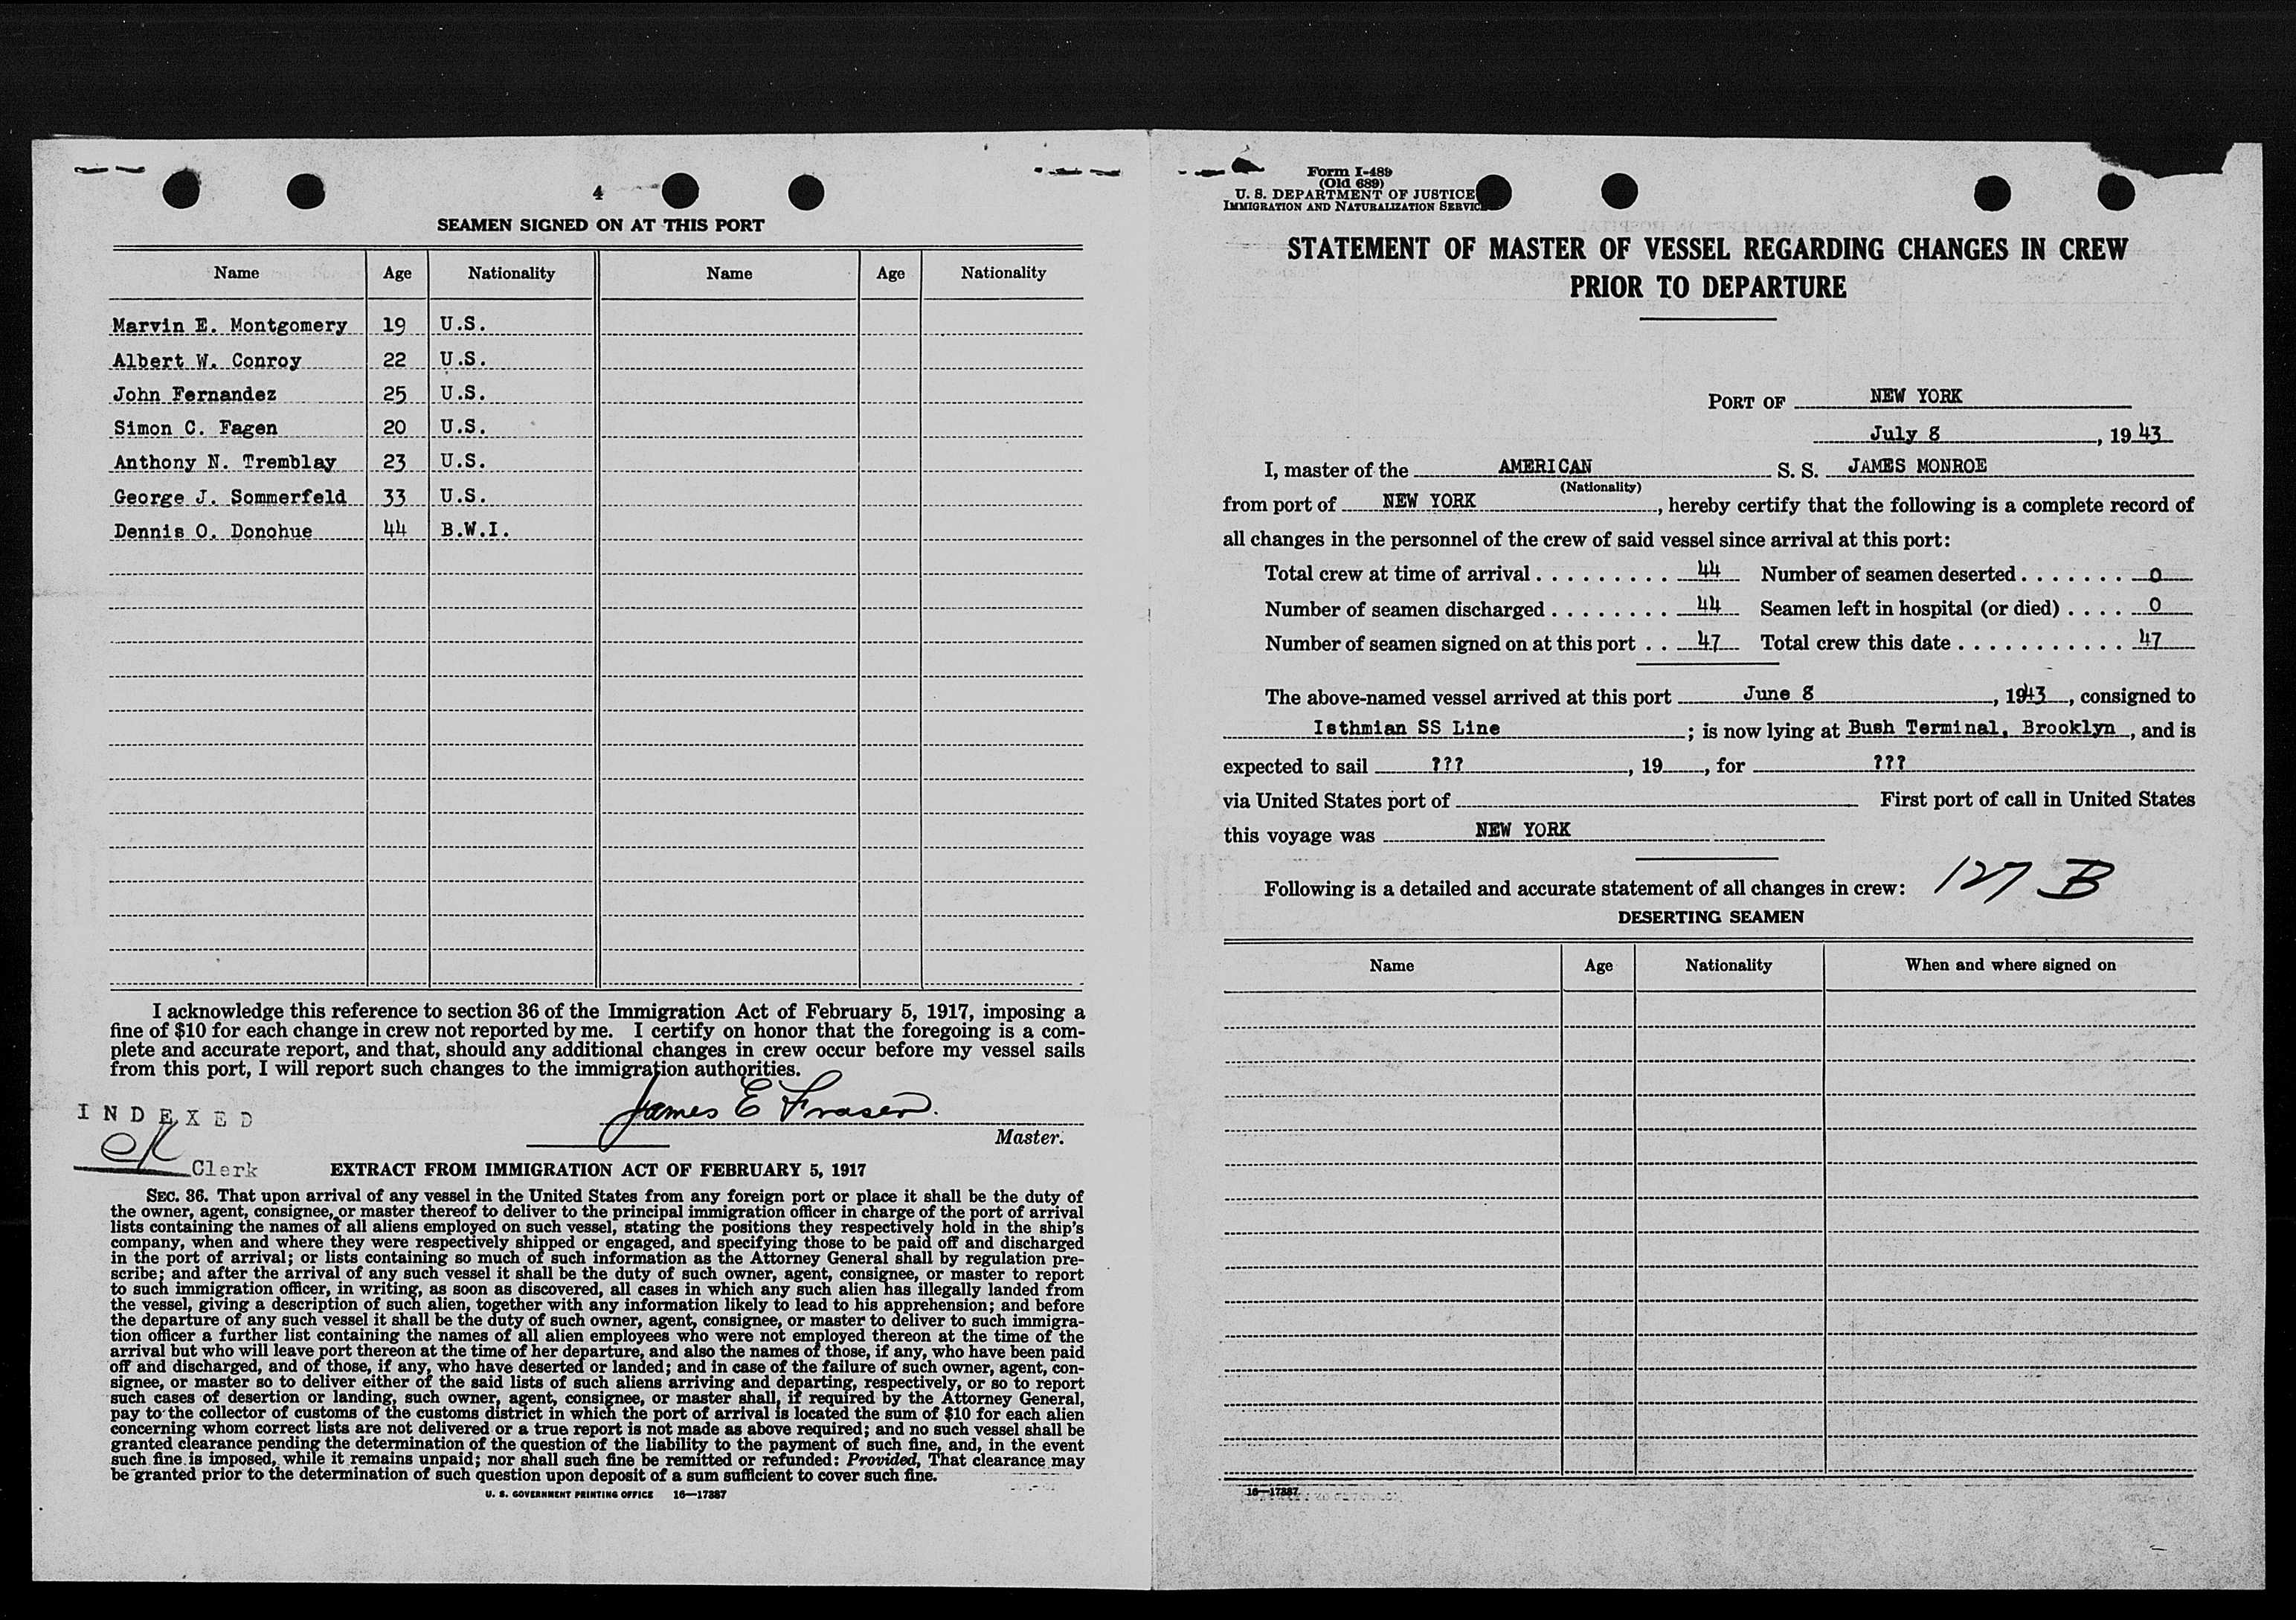 4
SEAMEN SIGNED ON AT THIS PORT
Name Age Nationality Name Age Nationality
Marvin E. Montgomery 19 U.S.
Albert W. Conroy 22 U.S.
John Fernandez 25 U.S.
Simon C. Fagen 20 U.S.
Anthony N. Tremblay 23 U.S.
George J. Sommerfeld 33 U.S.
Dennis O. Donohue 44 B.W.I.
I acknowledge this reference to section 36 of the Immigration Act of February 5, 1917, imposing a
fine of $10 for each change in crew not reported by me. I certify on honor that the foregoing is a com-
plete and accurate report, and that, should any additional changes in crew occur before my vessel sails
from this port, I will report such changes to the immigration authorities.
James E Fraser.
Master.
INDEXED
Clerk
EXTRACT FROM IMMIGRATION ACT OF FEBRUARY 5, 1917
SEC. 36. That upon arrival of any vessel in the United States from any foreign port or place it shall be the duty of
the owner, agent, consignee, or master thereof to deliver to the principal immigration officer in charge of the port of arrival
lists containing the names of all aliens employed on such vessel, stating the positions they respectively hold in the ship's
company, when and where they were respectively shipped or engaged, and specifying those to be paid off and discharged
in the port of arrival; or lists containing so much of such information as the Attorney General shall by regulation pre-
scribe; and after the arrival of any such vessel it shall be the duty of such owner, agent, consignee, or master to report
to such immigration officer, in writing, as soon as discovered, all cases in which any such alien has illegally landed from
the vessel, giving a description of such alien, together with any information likely to lead to his apprehension; and before
the departure of any such vessel it shall be the duty of such owner, agent, consignee, or master to deliver to such immigra-
tion officer a further list containing the names of all alien employees who were not employed thereon at the time of the
arrival but who will leave port thereon at the time of her departure, and also the names of those, if any, who have been paid
off and discharged, and of those, if any, who have deserted or landed; and in case of the failure of such owner, agent, con-
signee, or master so to deliver either of the said lists of such aliens arriving and departing, respectively, or so to report
such cases of desertion or landing, such owner, agent, consignee, or master shall, if required by the Attorney General,
pay to the collector of customs of the customs district in which the port of arrival is located the sum of $10 for each alien
concerning whom correct lists are not delivered or a true report is not made as above required; and no such vessel shall be
granted clearance pending the determination of the question of the liability to the payment of such fine, and, in the event
such fine is imposed, while it remains unpaid; nor shall such fine be remitted or refunded: Provided, That clearance may
be granted prior to the determination of such question upon deposit of a sum sufficient to cover such fine.
U. S. GOVERNMENT PRINTING OFFICE 16—17887
Form I-489
(Old 689)
U. S. DEPARTMENT OF JUSTICE
IMMIGRATION AND NATURALIZATION SERVICE
STATEMENT OF MASTER OF VESSEL REGARDING CHANGES IN CREW
PRIOR TO DEPARTURE
PORT OF NEW YORK
July 8, 1943
I, master of the AMERICAN S. S. JAMES MONROE
(Nationality)
from port of NEW YORK, hereby certify that the following is a complete record of
all changes in the personnel of the crew of said vessel since arrival at this port:
Total crew at time of arrival . . . . . . . . . . 44 Number of seamen deserted . . . . . . . 0
Number of seamen discharged . . . . . . . . 44 Seamen left in hospital (or died) . . . . 0
Number of seamen signed on at this port . . 47 Total crew this date . . . . . . . . . . . 47
The above-named vessel arrived at this port June 8, 1943, consigned to
Isthmian SS Line; is now lying at Bush Terminal, Brooklyn, and is
expected to sail ???, 19, for ???
via United States port of First port of call in United States
this voyage was NEW YORK
Following is a detailed and accurate statement of all changes in crew: 127 B
DESERTING SEAMEN
Name Age Nationality When and where signed on
16—17887